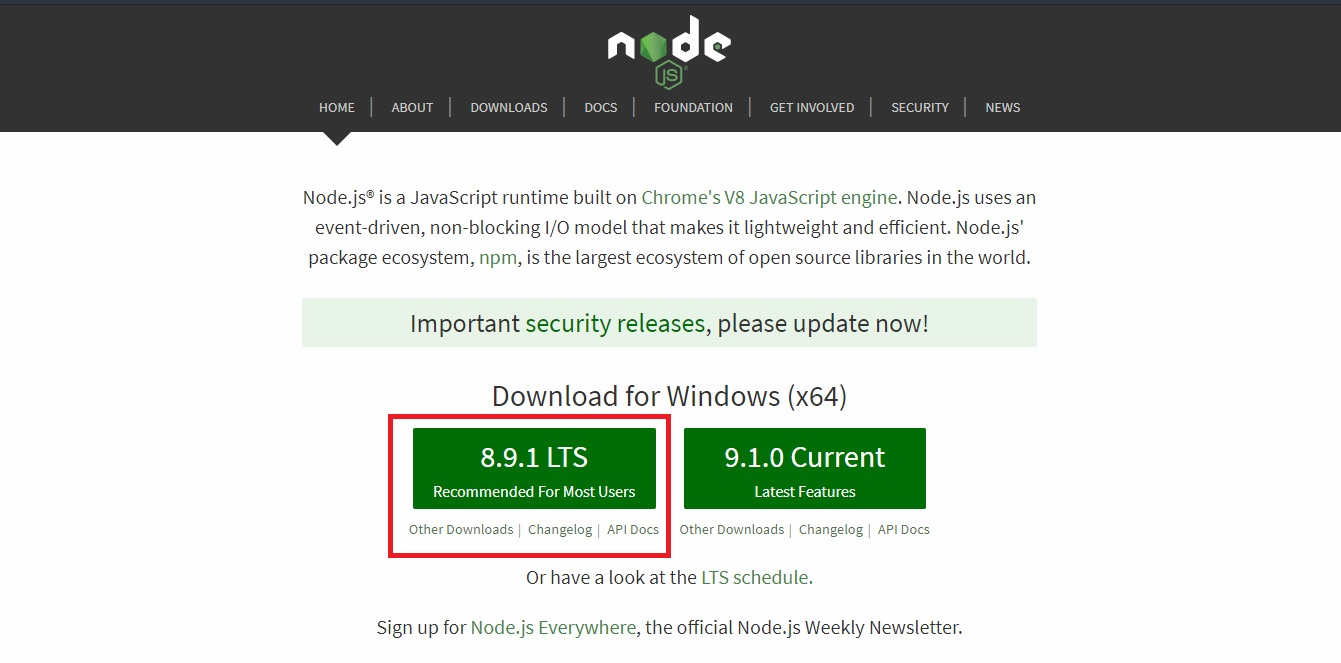 node
JS
HOME | ABOUT | DOWNLOADS | DOCS | FOUNDATION | GET INVOLVED | SECURITY | NEWS
Node.js® is a JavaScript runtime built on Chrome's V8 JavaScript engine. Node.js uses an
event-driven, non-blocking I/O model that makes it lightweight and efficient. Node.js'
package ecosystem, npm, is the largest ecosystem of open source libraries in the world.
Important security releases, please update now!
Download for Windows (x64)
8.9.1 LTS
Recommended For Most Users
Other Downloads | Changelog | API Docs
9.1.0 Current
Latest Features
Other Downloads | Changelog | API Docs
Or have a look at the LTS schedule.
Sign up for Node.js Everywhere, the official Node.js Weekly Newsletter.